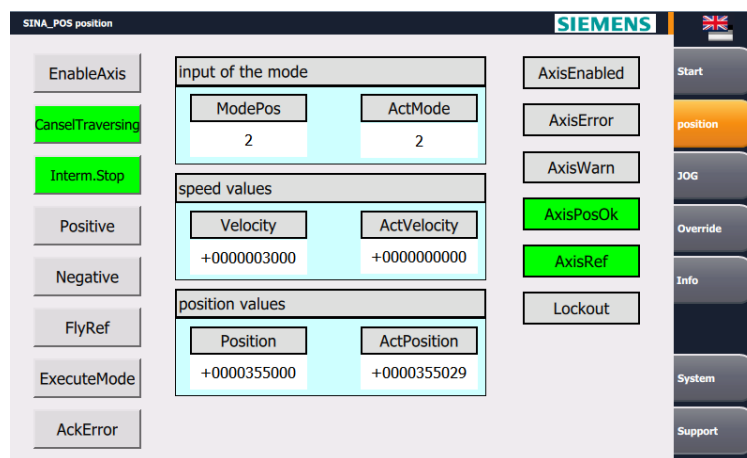 SINA_POS position
SIEMENS
EnableAxis
CanselTraversing
Interm.Stop
Positive
Negative
FlyRef
ExecuteMode
AckError
input of the mode
ModePos
ActMode
2
2
speed values
Velocity
ActVelocity
+0000003000
+0000000000
position values
Position
ActPosition
+0000355000
+0000355029
AxisEnabled
AxisError
AxisWarn
AxisPosOk
AxisRef
Lockout
Start
position
JOG
Override
Info
System
Support